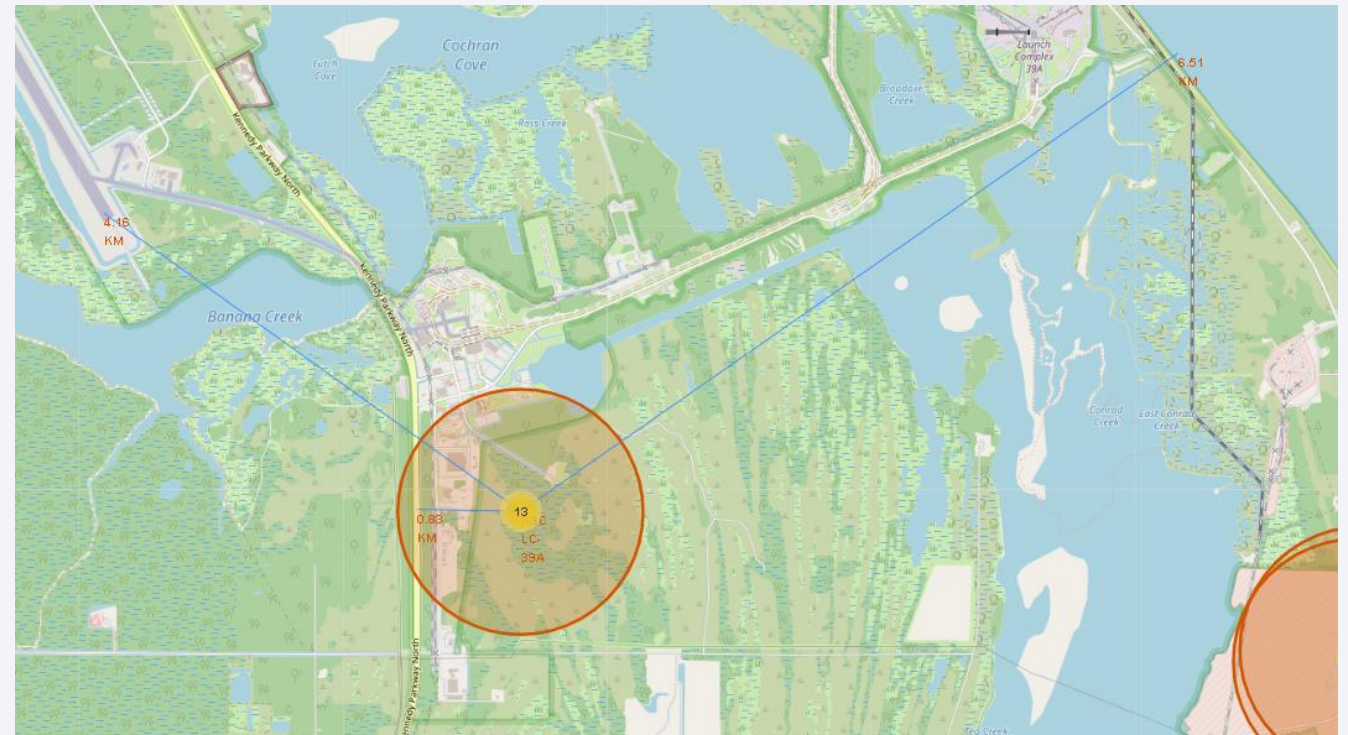 Cochran
Cove
Futch
Cove
Launch
Complex
39A
6.51
KM
Broadaxe
Creek
Ross Creek
Kennedy Parkway North
4.16
KM
Kennedy Parkway North
Banana Creek
Conrad
Creek
East Conrad
Creek
0.83
KM
13
LC-
39A
Kennedy Parkway North
Teo Creek